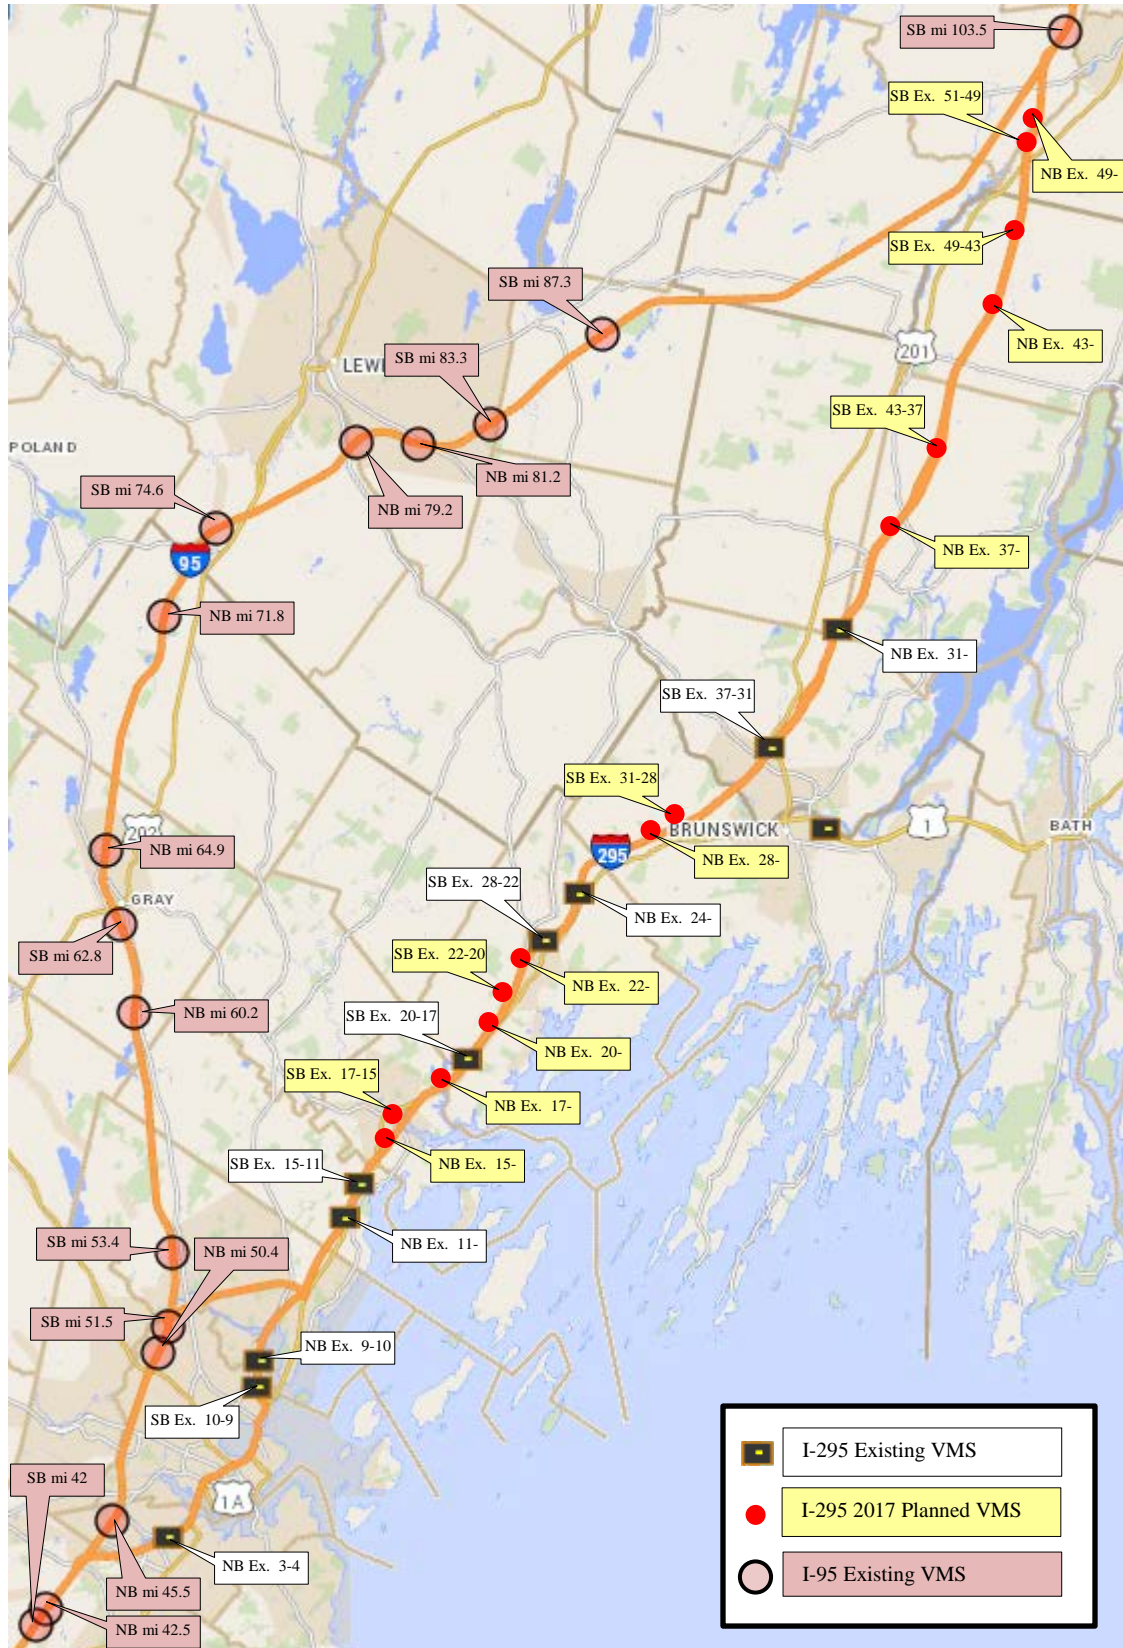 SB mi 103.5
SB Ex. 51-49
NB Ex. 49-
SB Ex. 49-43
SB mi 87.3
NB Ex. 43-
201
SB mi 83.3
SB Ex. 43-37
POLAND
NB mi 81.2
SB mi 74.6
NB mi 79.2
NB Ex. 37-
95
NB mi 71.8
NB Ex. 31-
SB Ex. 37-31
SB Ex. 31-28
202
BRUNSWICK
1
BATH
NB mi 64.9
295
NB Ex. 28-
SB Ex. 28-22
GRAY
NB Ex. 24-
SB mi 62.8
SB Ex. 22-20
NB Ex. 22-
NB mi 60.2
SB Ex. 20-17
NB Ex. 20-
SB Ex. 17-15
NB Ex. 17-
SB Ex. 15-11
NB Ex. 15-
SB mi 53.4
NB mi 50.4
NB Ex. 11-
SB mi 51.5
NB Ex. 9-10
SB Ex. 10-9
I-295 Existing VMS
SB mi 42
1A
I-295 2017 Planned VMS
NB Ex. 3-4
I-95 Existing VMS
NB mi 45.5
NB mi 42.5